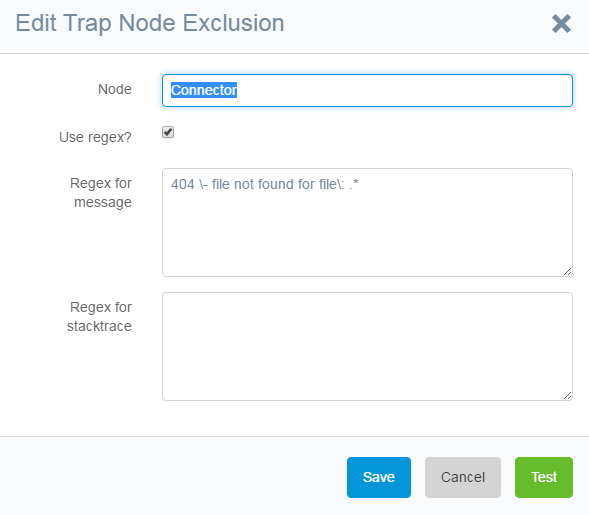 Edit Trap Node Exclusion
Node
Connector
Use regex?
Regex for
message
404 \- file not found for file\: .*
Regex for
stacktrace
Save
Cancel
Test